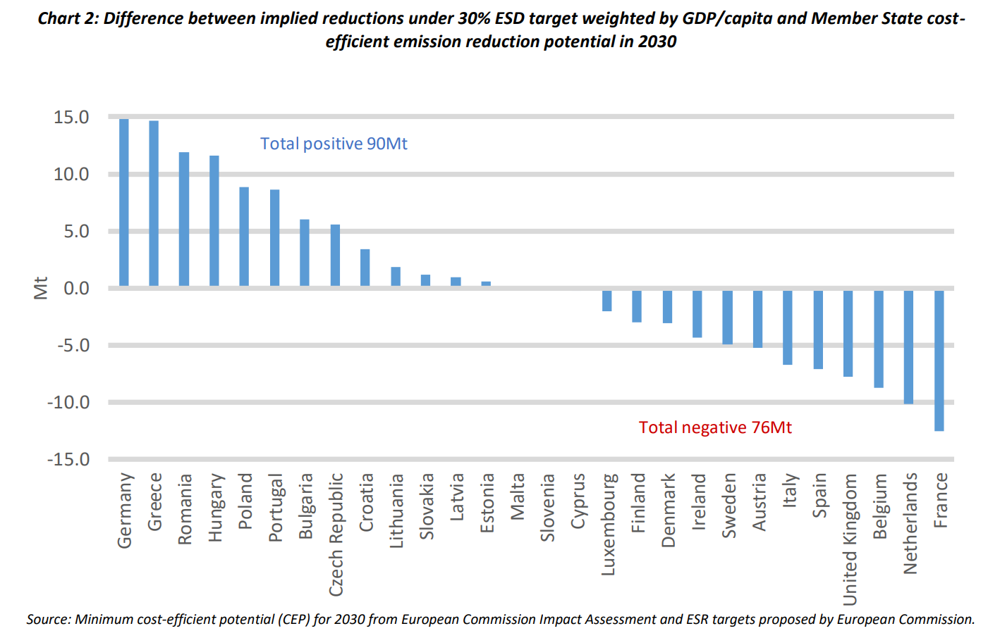 Chart 2: Difference between implied reductions under 30% ESD target weighted by GDP/capita and Member State cost-
efficient emission reduction potential in 2030
15.0
Total positive 90Mt
10.0
5.0
0.0
Mt
-5.0
-10.0
Total negative 76Mt
-15.0
Germany
Greece
Romania
Hungary
Poland
Portugal
Bulgaria
Czech Republic
Croatia
Lithuania
Slovakia
Latvia
Estonia
Malta
Slovenia
Cyprus
Luxembourg
Finland
Denmark
Ireland
Sweden
Austria
Italy
Spain
United Kingdom
Belgium
Netherlands
France
Source: Minimum cost-efficient potential (CEP) for 2030 from European Commission Impact Assessment and ESR targets proposed by European Commission.